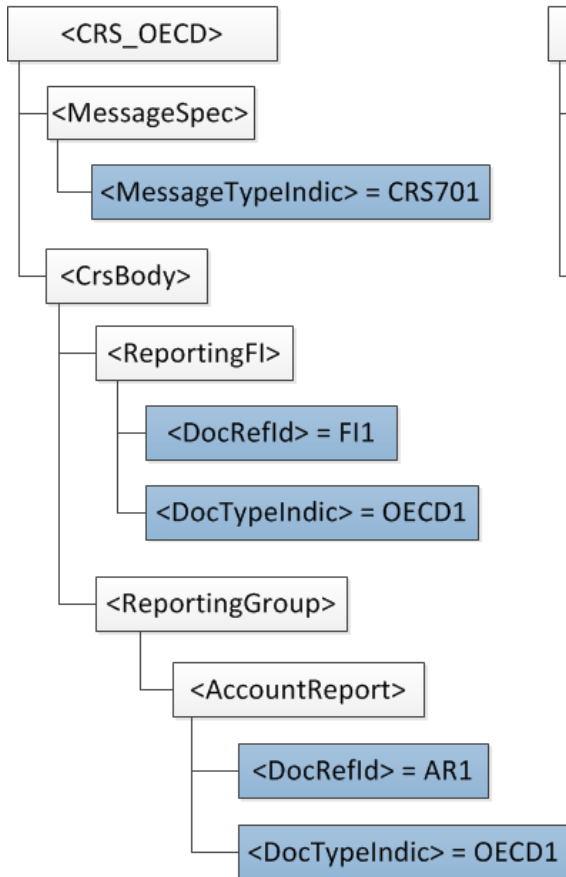 <CRS_OECD>
<MessageSpec>
<MessageTypeIndic> = CRS701
<CrsBody>
<ReportingFI>
<DocRefId> = FI1
<DocTypeIndic> = OECD1
<ReportingGroup>
<AccountReport>
<DocRefId> = AR1
<DocTypeIndic> = OECD1